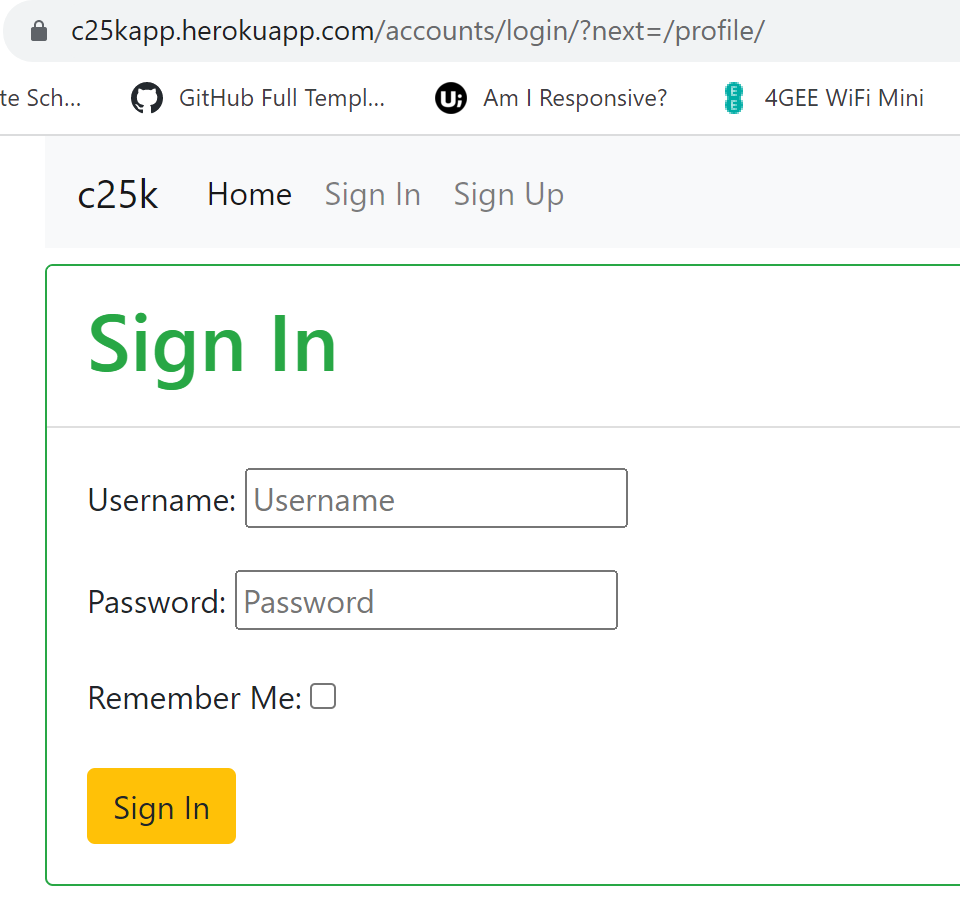 c25kapp.herokuapp.com/accounts/login/?next=/profile/
te Sch... GitHub Full Templ... U; Am I Responsive? EE 4GEE WiFi Mini
c25k Home Sign In Sign Up
Sign In
Username: Username
Password: Password
Remember Me:
Sign In